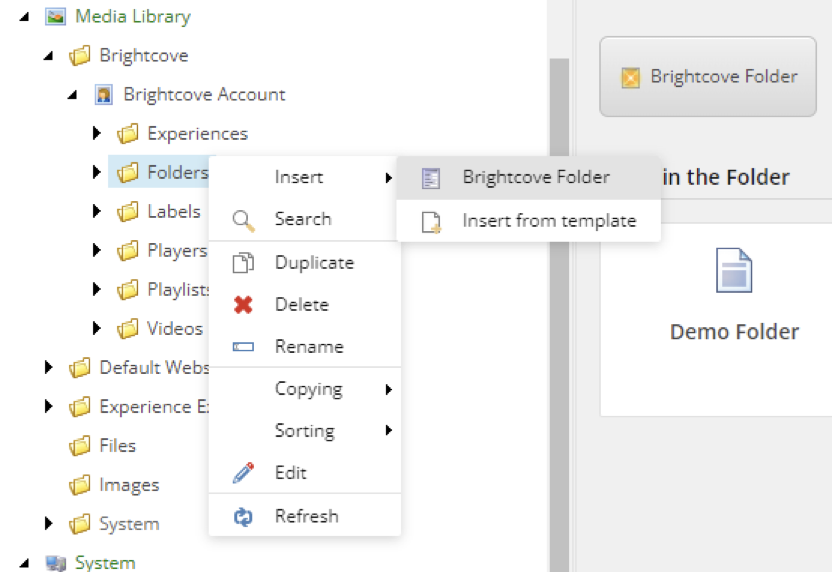 Media Library
Brightcove
Brightcove Account
Experiences
Folders
Labels
Players
Playlists
Videos
Default Webs
Experience E
Files
Images
System
System
Insert
Search
Duplicate
Delete
Rename
Copying
Sorting
Edit
Refresh
Brightcove Folder
Insert from template
Brightcove Folder
in the Folder
Demo Folder